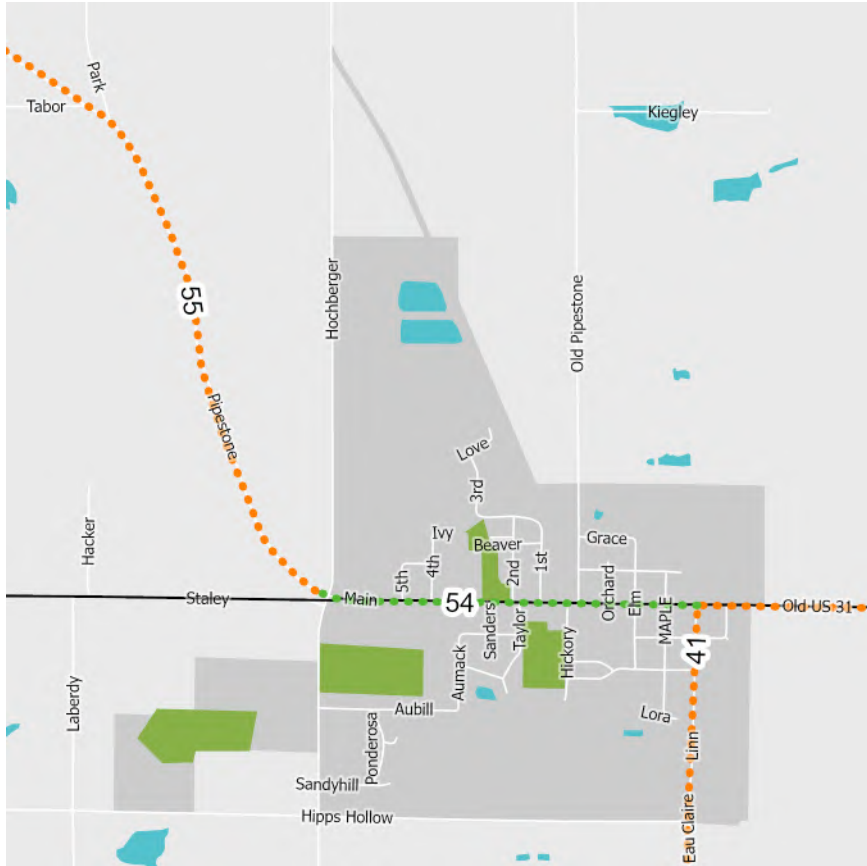 Park
Tabor
Kiegley
Hochberger
55
Old Pipestone
Pipestone
Love
3rd
Hacker
Ivy
Beaver
Grace
5th
4th
2nd
1st
Orchard
Elm
MAPLE
Staley
Main
54
Old US 31
Sanders
Taylor
Hickory
41
Aumack
Laberdy
Aubill
Lora
Ponderosa
Linn
Sandyhill
Hipps Hollow
Eau Claire